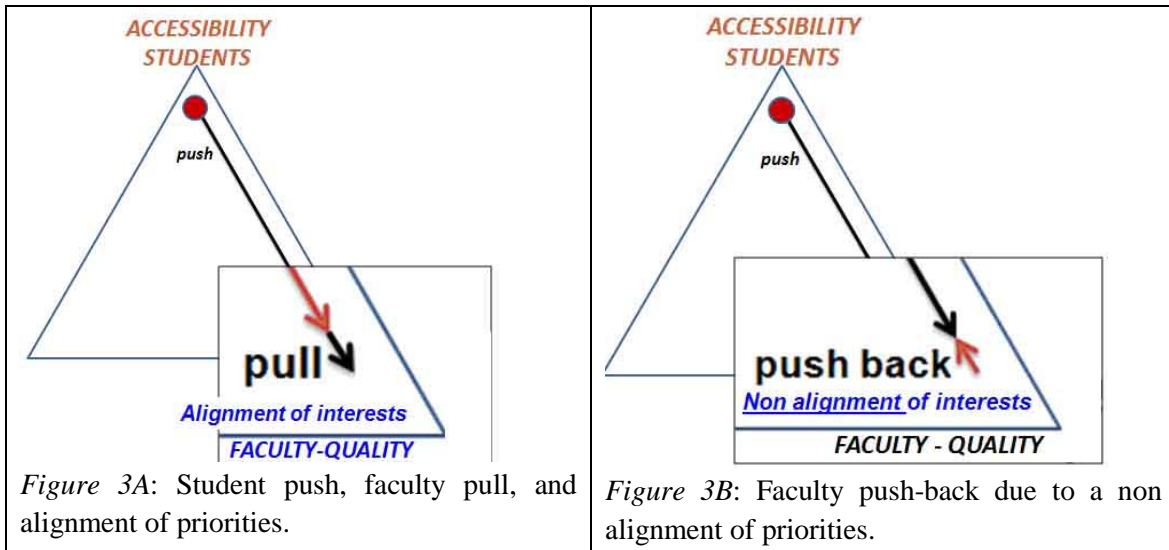 ACCESSIBILITY
STUDENTS
push
pull
Alignment of interests
FACULTY-QUALITY
Figure 3A: Student push, faculty pull, and
alignment of priorities.
ACCESSIBILITY
STUDENTS
push
push back
Non alignment of interests
FACULTY - QUALITY
Figure 3B: Faculty push-back due to a non
alignment of priorities.